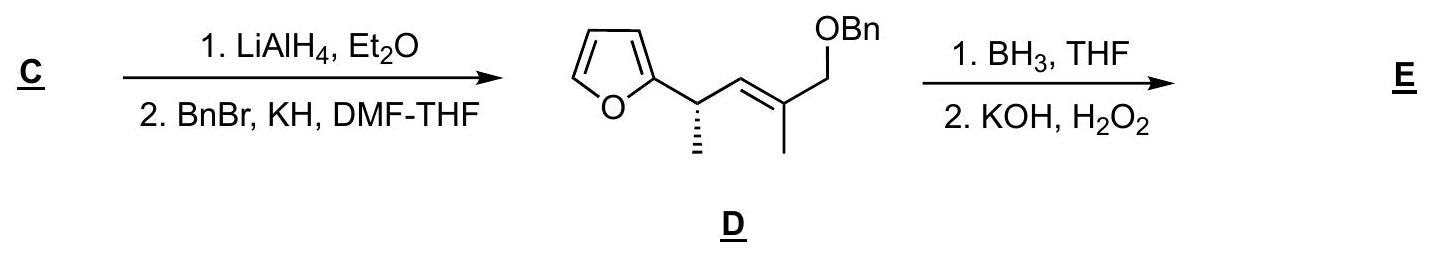 OBn
1. LiAlH₄, Et₂O
1. BH₃, THF
C
E
2. BnBr, KH, DMF-THF
O
2. KOH, H₂O₂
D